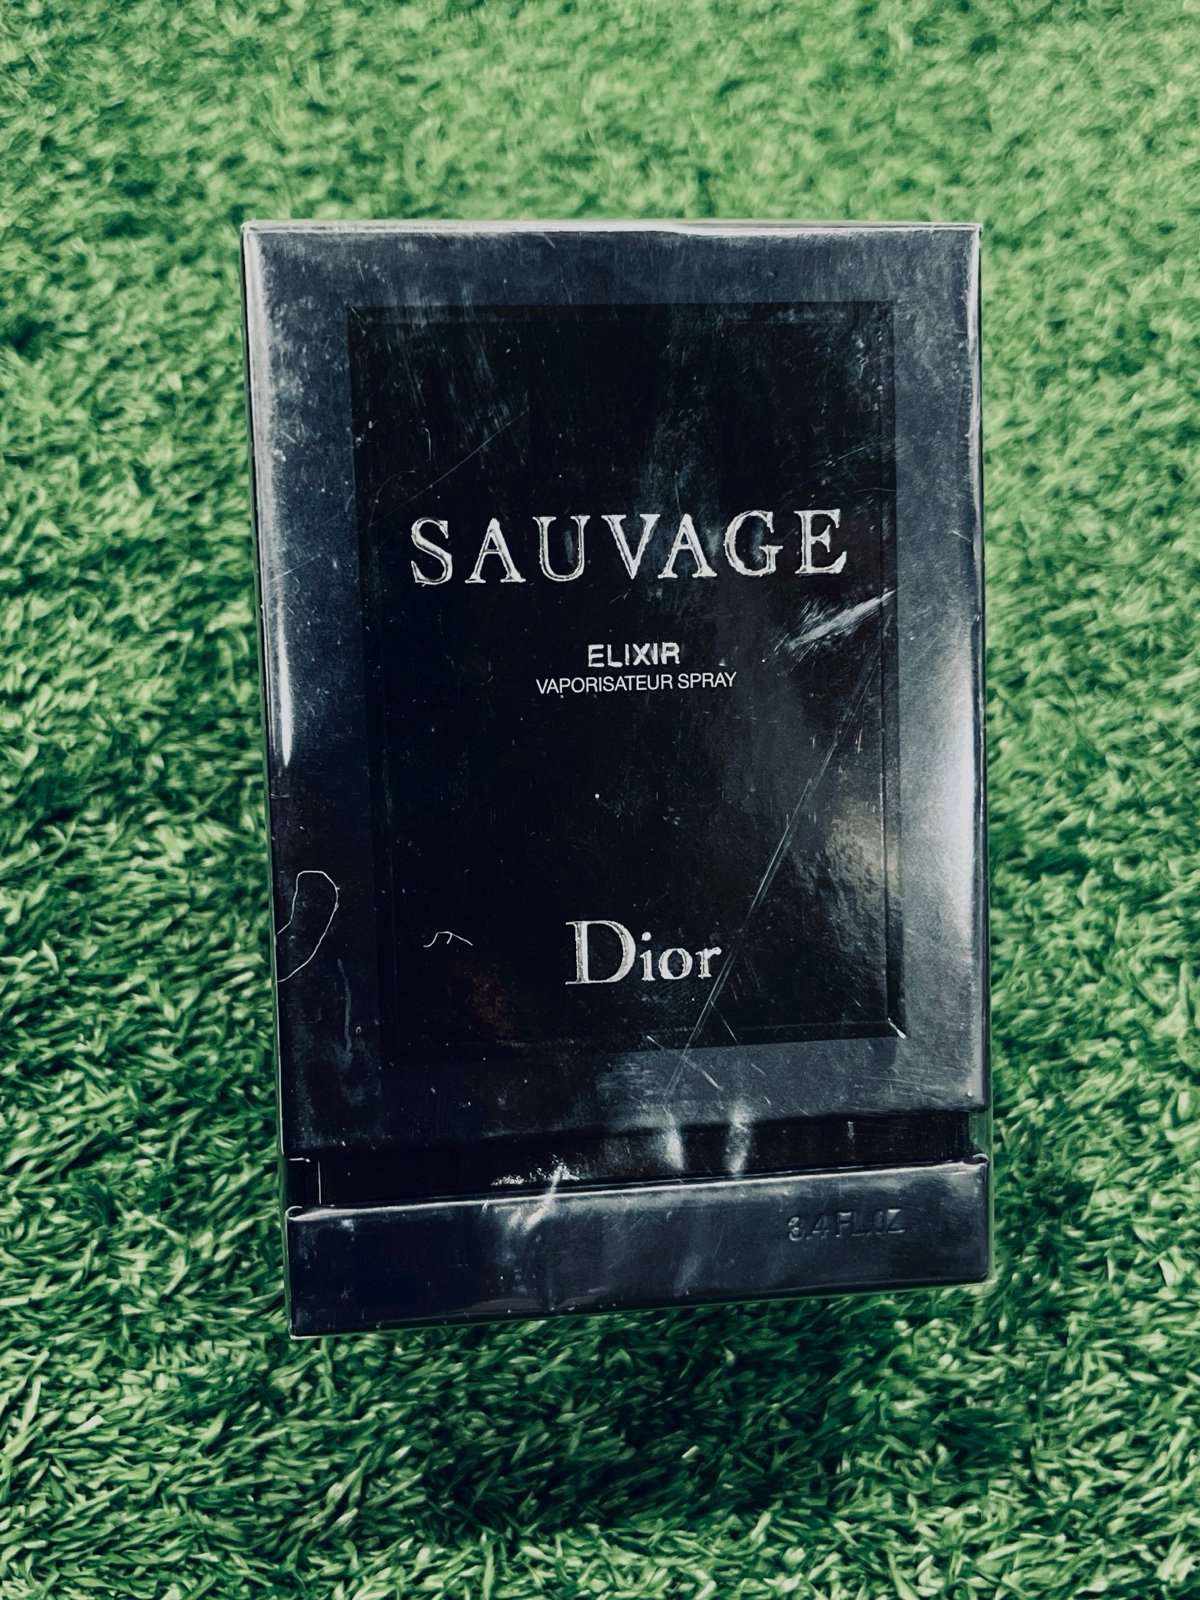 SAUVAGE
ELIXIR
VAPORISATEUR SPRAY
Dior
3.4 FL.OZ